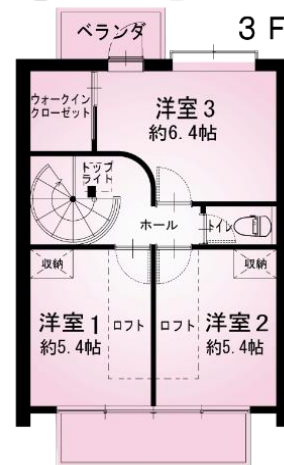 ベランダ
3F
ウォークイン
クローゼット
洋室3
約6.4帖
トップ
ライト
ホール
トイレ
収納
収納
洋室1
約5.4帖
ロフト
ロフト
洋室2
約5.4帖